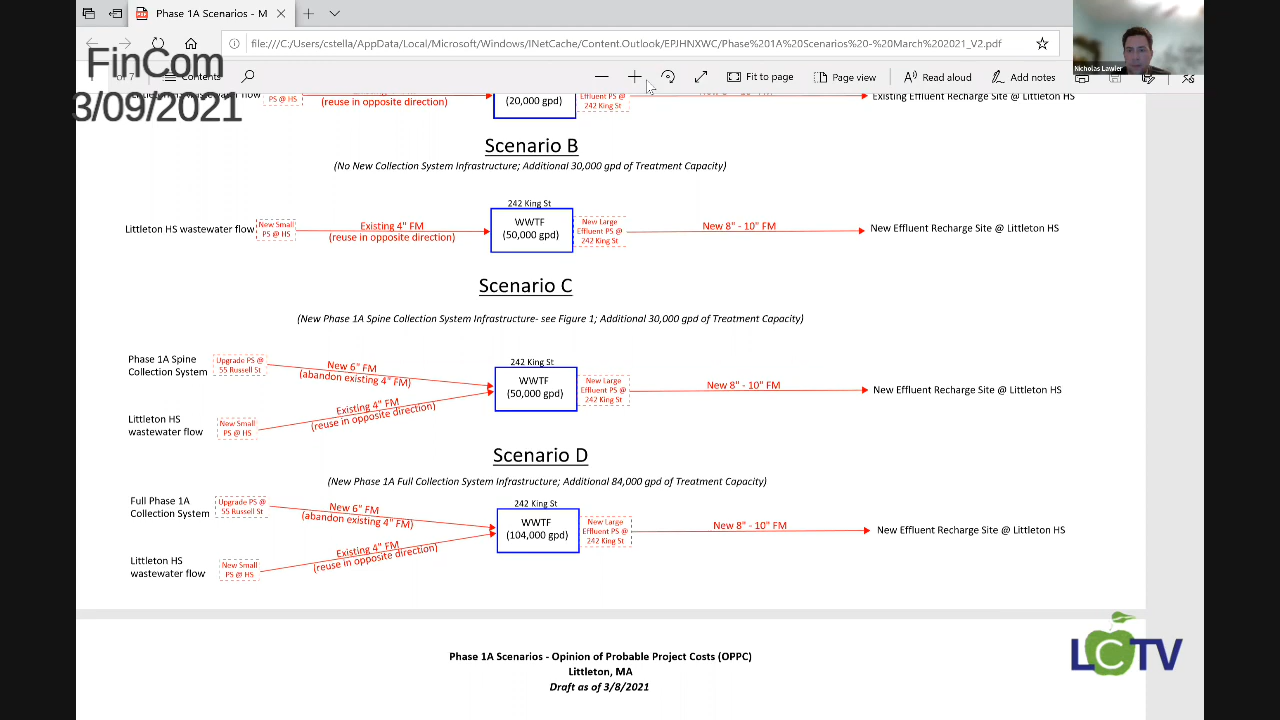 PDF Phase 1A Scenarios - M
file:///C:/Users/cstella/AppData/Local/Microsoft/Windows/INetCache/Content.Outlook/EPJHNXWC/Phase%201A%20Scenarios%20-%20March%202021_V2.pdf
Nicholas Lawler
FinCom
3/09/2021
of 7
Contents
Fit to page
Page view
Read aloud
Add notes
PS @ HS
(reuse in opposite direction)
(20,000 gpd)
Effluent PS @
242 King St
Existing Effluent Recharge Site @ Littleton HS
Scenario B
(No New Collection System Infrastructure; Additional 30,000 gpd of Treatment Capacity)
242 King St
Littleton HS wastewater flow
New Small
PS @ HS
Existing 4" FM
(reuse in opposite direction)
WWTF
(50,000 gpd)
New Large
Effluent PS @
242 King St
New 8" - 10" FM
New Effluent Recharge Site @ Littleton HS
Scenario C
(New Phase 1A Spine Collection System Infrastructure- see Figure 1; Additional 30,000 gpd of Treatment Capacity)
242 King St
Phase 1A Spine
Collection System
Upgrade PS @
55 Russell St
New 6" FM
(abandon existing 4" FM)
WWTF
(50,000 gpd)
New Large
Effluent PS @
242 King St
New 8" - 10" FM
New Effluent Recharge Site @ Littleton HS
Littleton HS
wastewater flow
New Small
PS @ HS
Existing 4" FM
(reuse in opposite direction)
Scenario D
(New Phase 1A Full Collection System Infrastructure; Additional 84,000 gpd of Treatment Capacity)
242 King St
Full Phase 1A
Collection System
Upgrade PS @
55 Russell St
New 6" FM
(abandon existing 4" FM)
WWTF
(104,000 gpd)
New Large
Effluent PS @
242 King St
New 8" - 10" FM
New Effluent Recharge Site @ Littleton HS
Littleton HS
wastewater flow
New Small
PS @ HS
Existing 4" FM
(reuse in opposite direction)
LCTV
Phase 1A Scenarios - Opinion of Probable Project Costs (OPPC)
Littleton, MA
Draft as of 3/8/2021